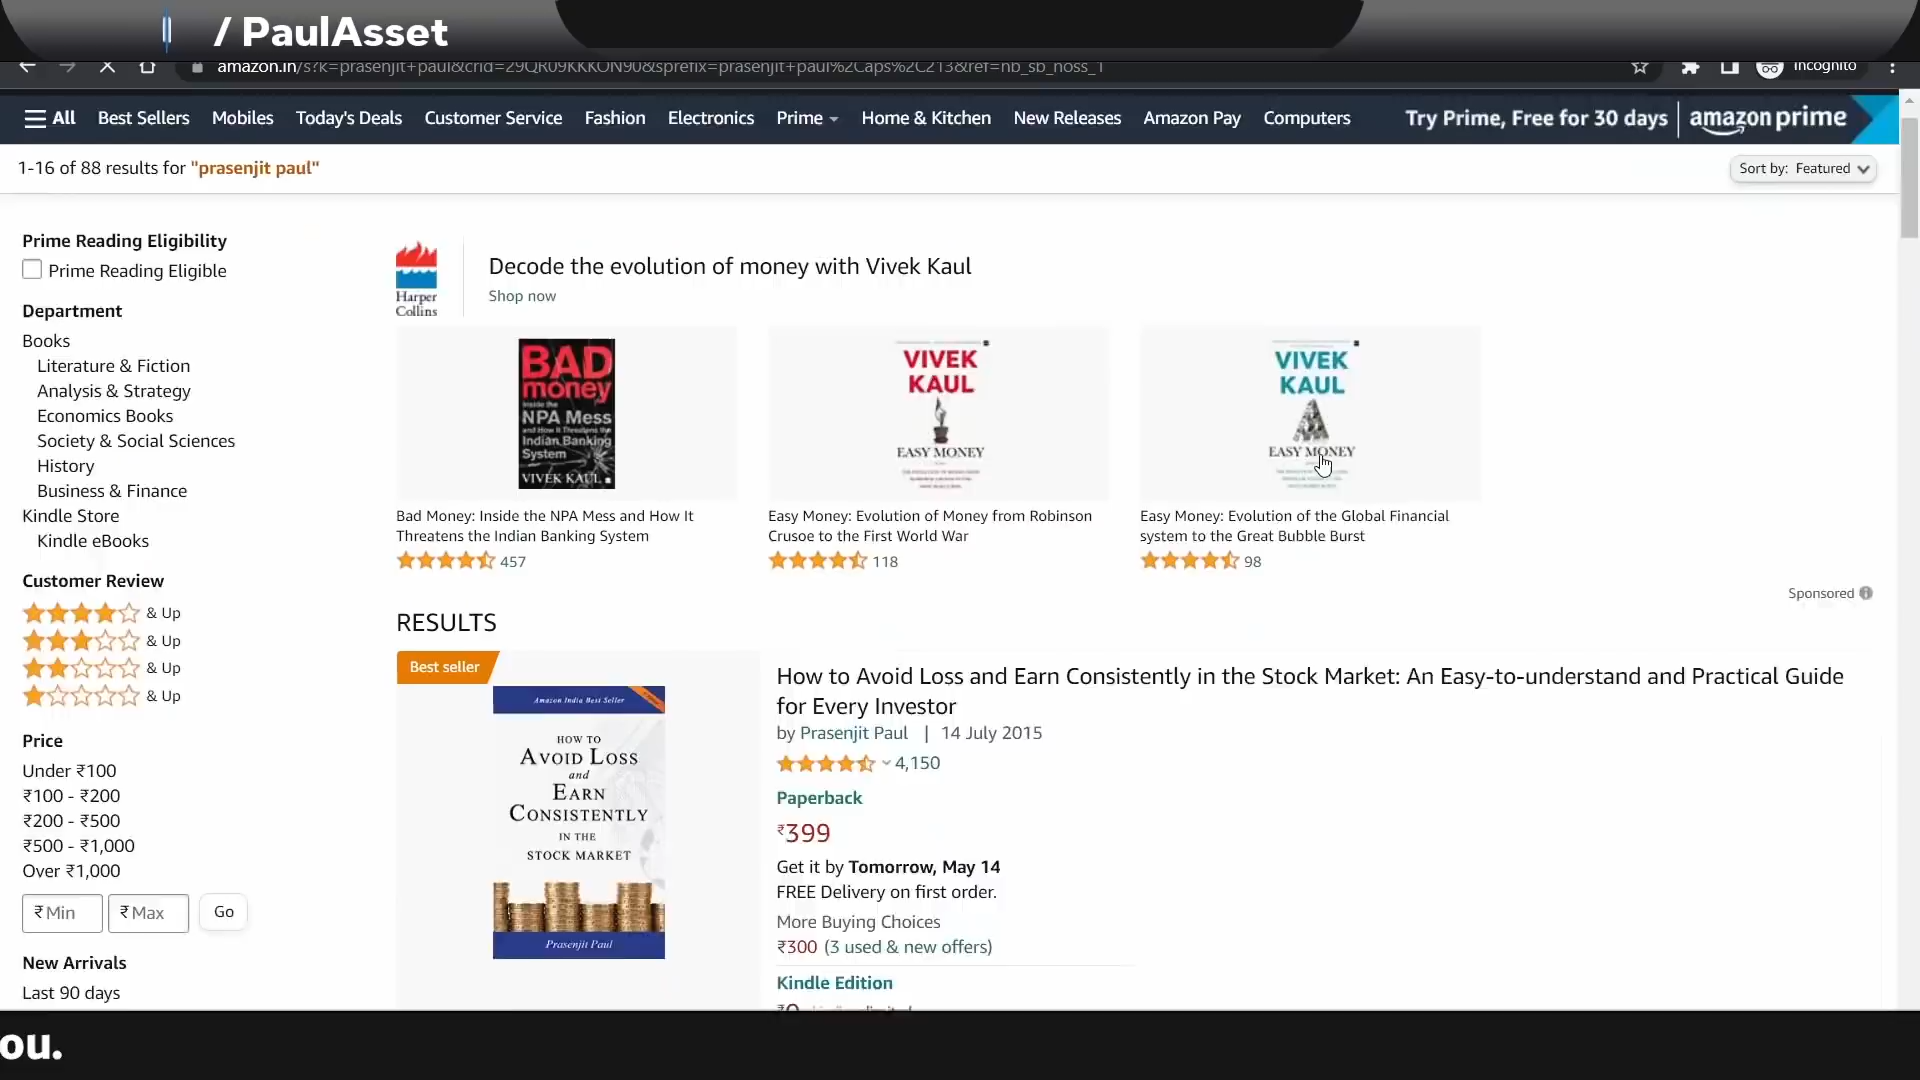 / PaulAsset
amazon.in/s?k=prasenjit+paul&crid=29QR09KKKON90&sprefix=prasenjit+paul%2Caps%2C213&ref=nb_sb_noss_1
Incognito
All Best Sellers Mobiles Today's Deals Customer Service Fashion Electronics Prime Home & Kitchen New Releases Amazon Pay Computers Try Prime, Free for 30 days amazon prime
1-16 of 88 results for "prasenjit paul"
Sort by: Featured
Prime Reading Eligibility
Prime Reading Eligible
Department
Books
Literature & Fiction
Analysis & Strategy
Economics Books
Society & Social Sciences
History
Business & Finance
Kindle Store
Kindle eBooks
Customer Review
& Up
& Up
& Up
& Up
Price
Under ₹100
₹100 - ₹200
₹200 - ₹500
₹500 - ₹1,000
Over ₹1,000
₹ Min ₹ Max Go
New Arrivals
Last 90 days
Harper
Collins
Decode the evolution of money with Vivek Kaul
Shop now
BAD
money
Inside the
NPA Mess
and How It Threatens the
Indian Banking
System
VIVEK KAUL
VIVEK
KAUL
EASY MONEY
VIVEK
KAUL
EASY MONEY
Bad Money: Inside the NPA Mess and How It
Threatens the Indian Banking System
457
Easy Money: Evolution of Money from Robinson
Crusoe to the First World War
118
Easy Money: Evolution of the Global Financial
system to the Great Bubble Burst
98
Sponsored
RESULTS
Best seller
Amazon India Best Seller
HOW TO
AVOID LOSS
and
EARN
CONSISTENTLY
IN THE
STOCK MARKET
Prasenjit Paul
How to Avoid Loss and Earn Consistently in the Stock Market: An Easy-to-understand and Practical Guide
for Every Investor
by Prasenjit Paul | 14 July 2015
4,150
Paperback
₹399
Get it by Tomorrow, May 14
FREE Delivery on first order.
More Buying Choices
₹300 (3 used & new offers)
Kindle Edition
ou.